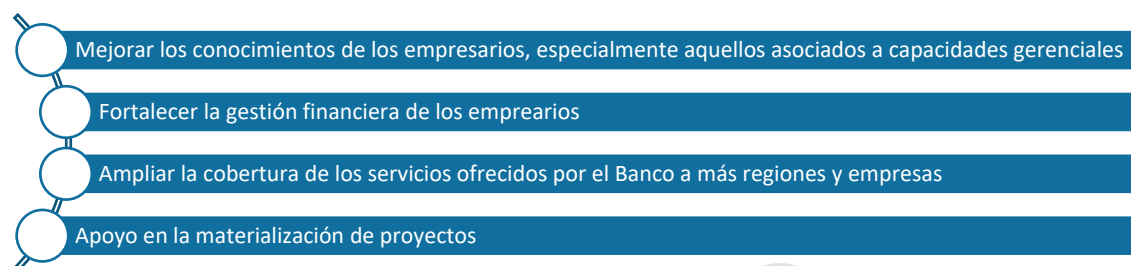 Mejorar los conocimientos de los empresarios, especialmente aquellos asociados a capacidades gerenciales
Fortalecer la gestión financiera de los emprearios
Ampliar la cobertura de los servicios ofrecidos por el Banco a más regiones y empresas
Apoyo en la materialización de proyectos